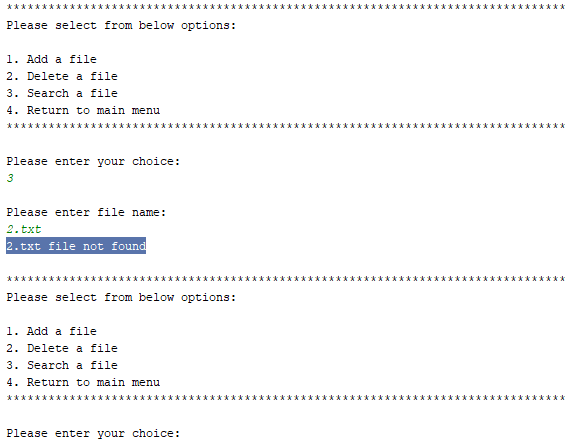 ********************************************************************************
Please select from below options:
1. Add a file
2. Delete a file
3. Search a file
4. Return to main menu
********************************************************************************
Please enter your choice:
3
Please enter file name:
2.txt
2.txt file not found
********************************************************************************
Please select from below options:
1. Add a file
2. Delete a file
3. Search a file
4. Return to main menu
********************************************************************************
Please enter your choice: